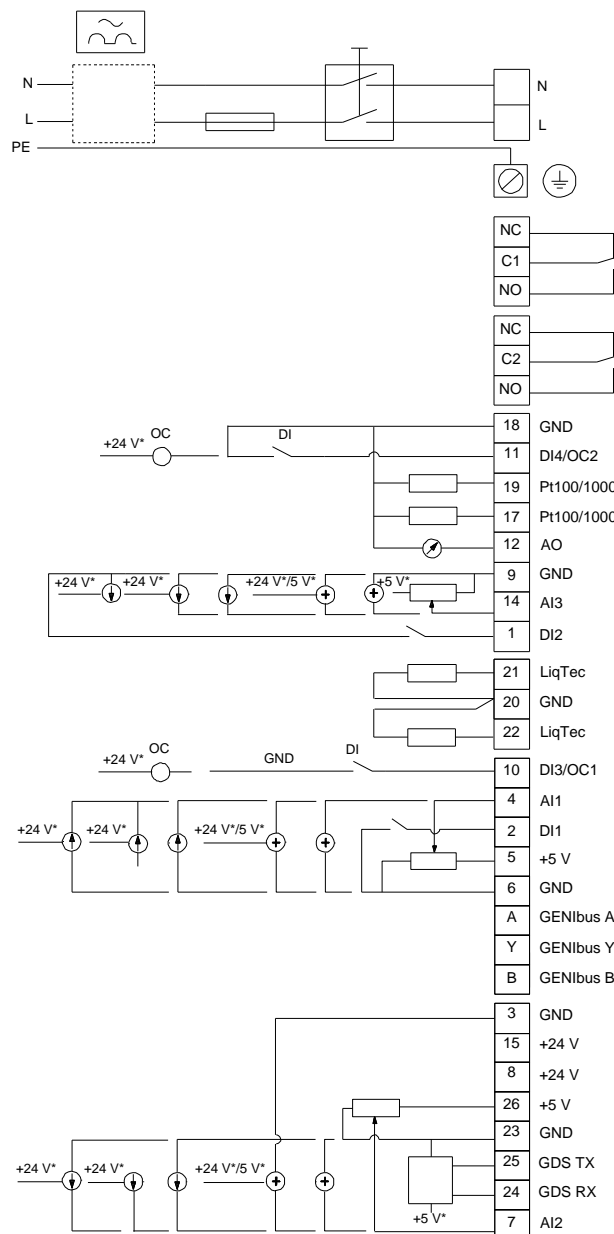 N N
L L
PE
NC
C1
NO
NC
C2
NO
18 GND
+24 V* OC DI 11 DI4/OC2
19 Pt100/1000
17 Pt100/1000
12 AO
9 GND
+24 V* +24 V* +24 V*/5 V* +5 V*
14 AI3
1 DI2
21 LiqTec
20 GND
22 LiqTec
+24 V* OC GND DI 10 DI3/OC1
4 AI1
2 DI1
+24 V* +24 V* +24 V*/5 V*
5 +5 V
6 GND
A GENIbus A
Y GENIbus Y
B GENIbus B
3 GND
15 +24 V
8 +24 V
26 +5 V
23 GND
25 GDS TX
+24 V* +24 V* +24 V*/5 V*
24 GDS RX
+5 V*
7 AI2